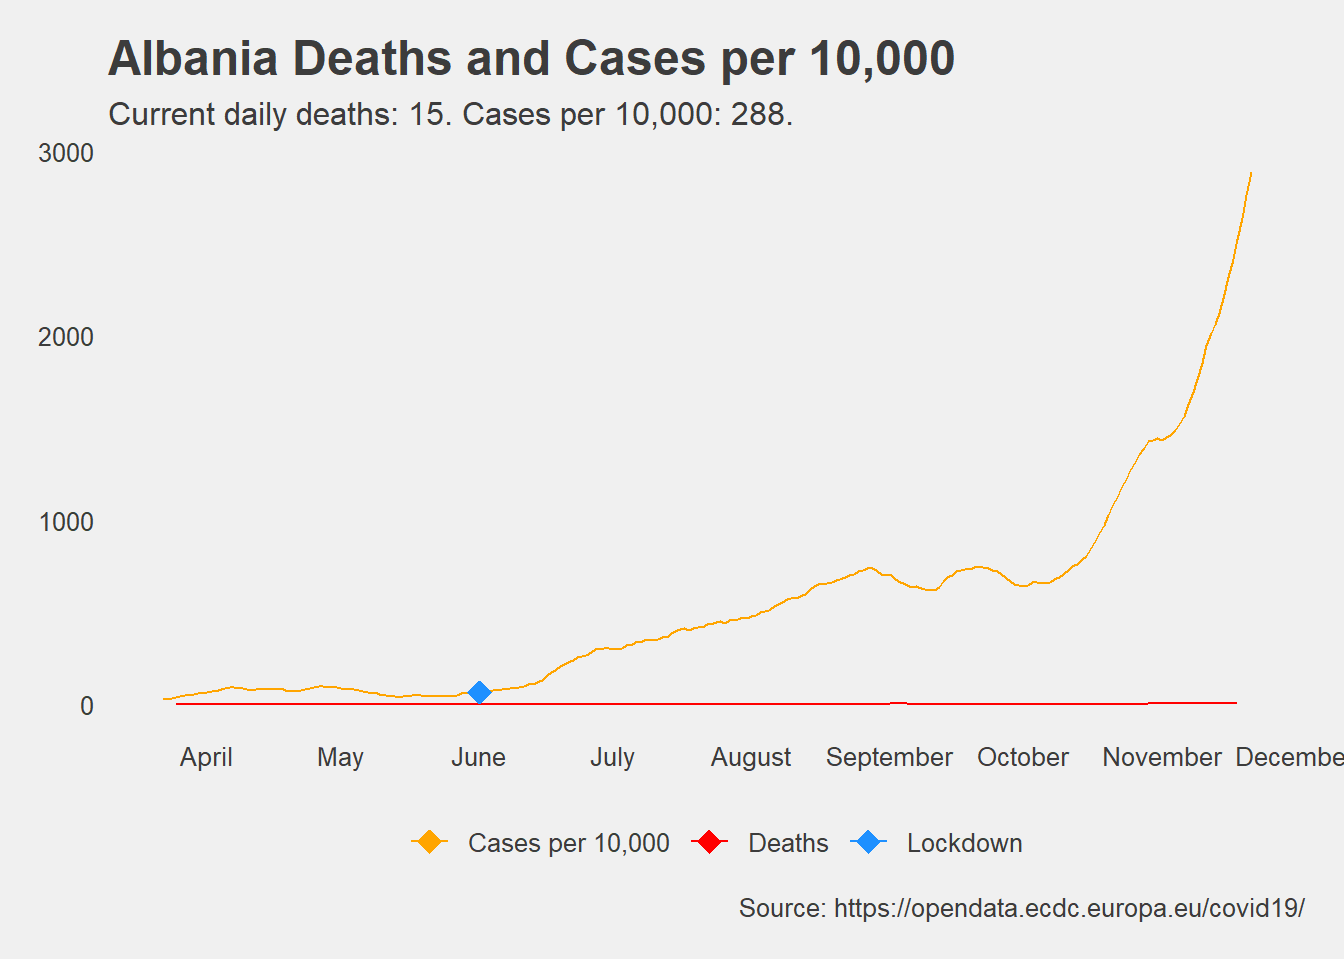 Albania Deaths and Cases per 10,000
Current daily deaths: 15. Cases per 10,000: 288.
3000
2000
1000
0
April May June July August September October November Decembe
Cases per 10,000 Deaths Lockdown
Source: https://opendata.ecdc.europa.eu/covid19/